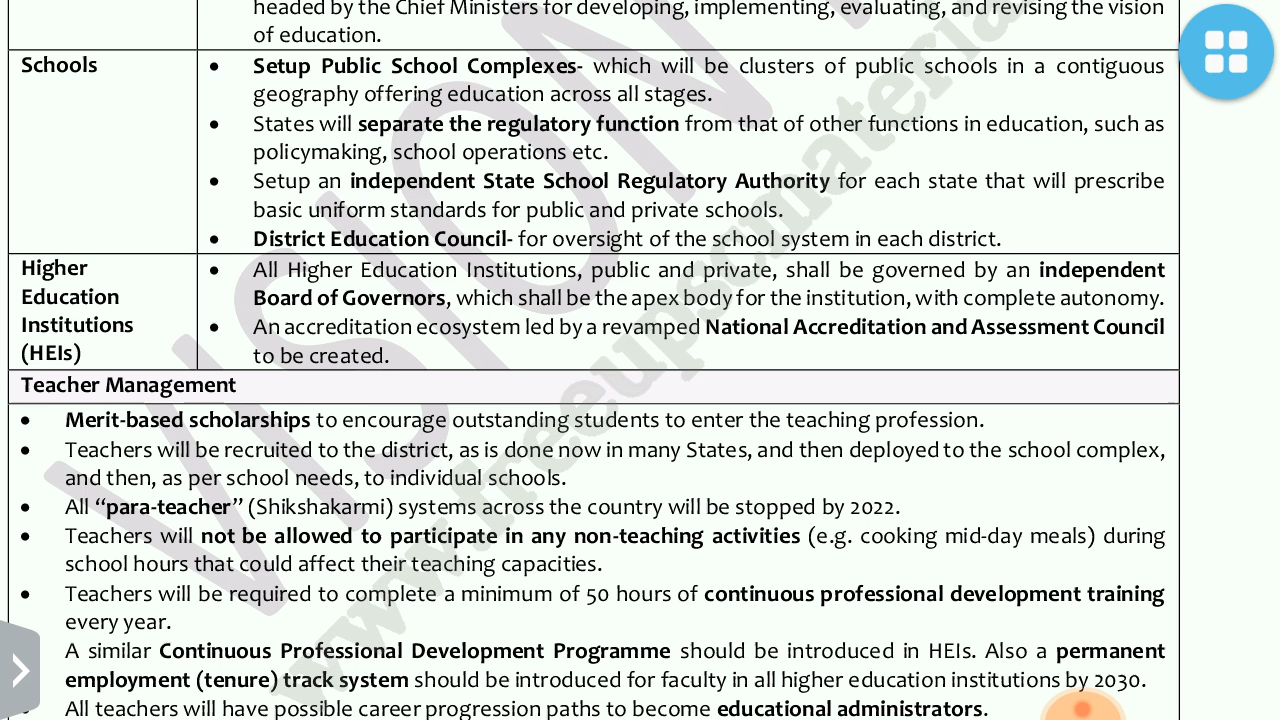 headed by the Chief Ministers for developing, implementing, evaluating, and revising the vision
of education.
Schools
• Setup Public School Complexes- which will be clusters of public schools in a contiguous
geography offering education across all stages.
• States will separate the regulatory function from that of other functions in education, such as
policymaking, school operations etc.
• Setup an independent State School Regulatory Authority for each state that will prescribe
basic uniform standards for public and private schools.
• District Education Council- for oversight of the school system in each district.
Higher
Education
Institutions
(HEIs)
• All Higher Education Institutions, public and private, shall be governed by an independent
Board of Governors, which shall be the apex body for the institution, with complete autonomy.
• An accreditation ecosystem led by a revamped National Accreditation and Assessment Council
to be created.
Teacher Management
• Merit-based scholarships to encourage outstanding students to enter the teaching profession.
• Teachers will be recruited to the district, as is done now in many States, and then deployed to the school complex,
and then, as per school needs, to individual schools.
• All “para-teacher” (Shikshakarmi) systems across the country will be stopped by 2022.
• Teachers will not be allowed to participate in any non-teaching activities (e.g. cooking mid-day meals) during
school hours that could affect their teaching capacities.
• Teachers will be required to complete a minimum of 50 hours of continuous professional development training
every year.
A similar Continuous Professional Development Programme should be introduced in HEIs. Also a permanent
employment (tenure) track system should be introduced for faculty in all higher education institutions by 2030.
• All teachers will have possible career progression paths to become educational administrators.
VISION
www.freeupscmateria